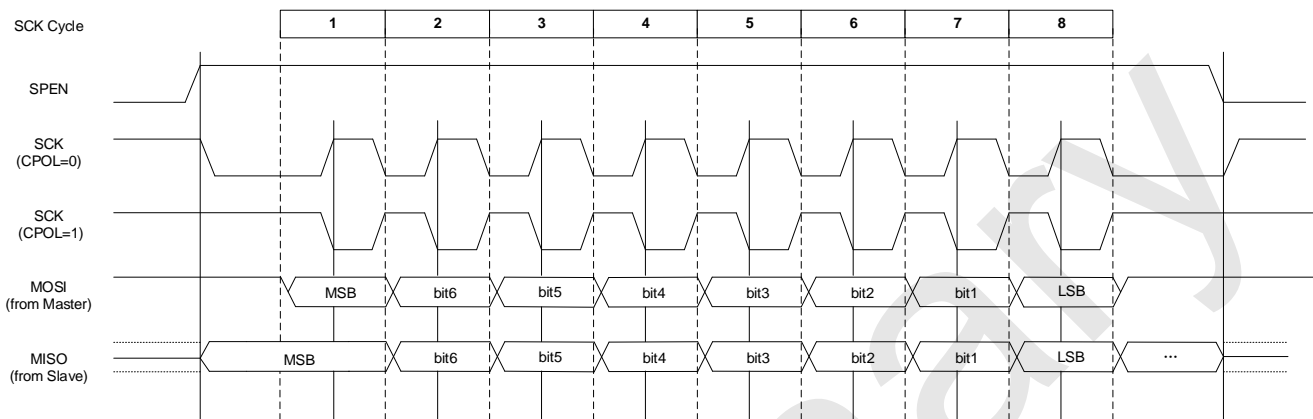 SCK Cycle 1 2 3 4 5 6 7 8
SPEN
SCK
(CPOL=0)
SCK
(CPOL=1)
MOSI
(from Master)
MSB bit6 bit5 bit4 bit3 bit2 bit1 LSB
MISO
(from Slave)
MSB bit6 bit5 bit4 bit3 bit2 bit1 LSB ...
ary